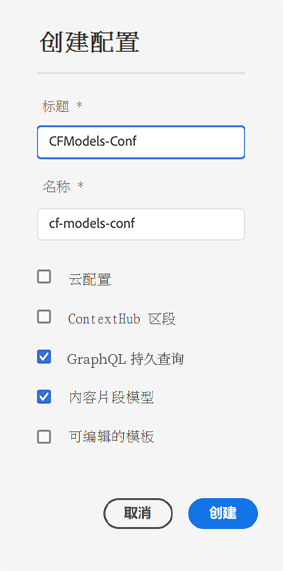 创建配置
标题 *
CFModels-Conf
名称 *
cf-models-conf
云配置
ContextHub 区段
GraphQL 持久查询
内容片段模型
可编辑的模板
取消 创建